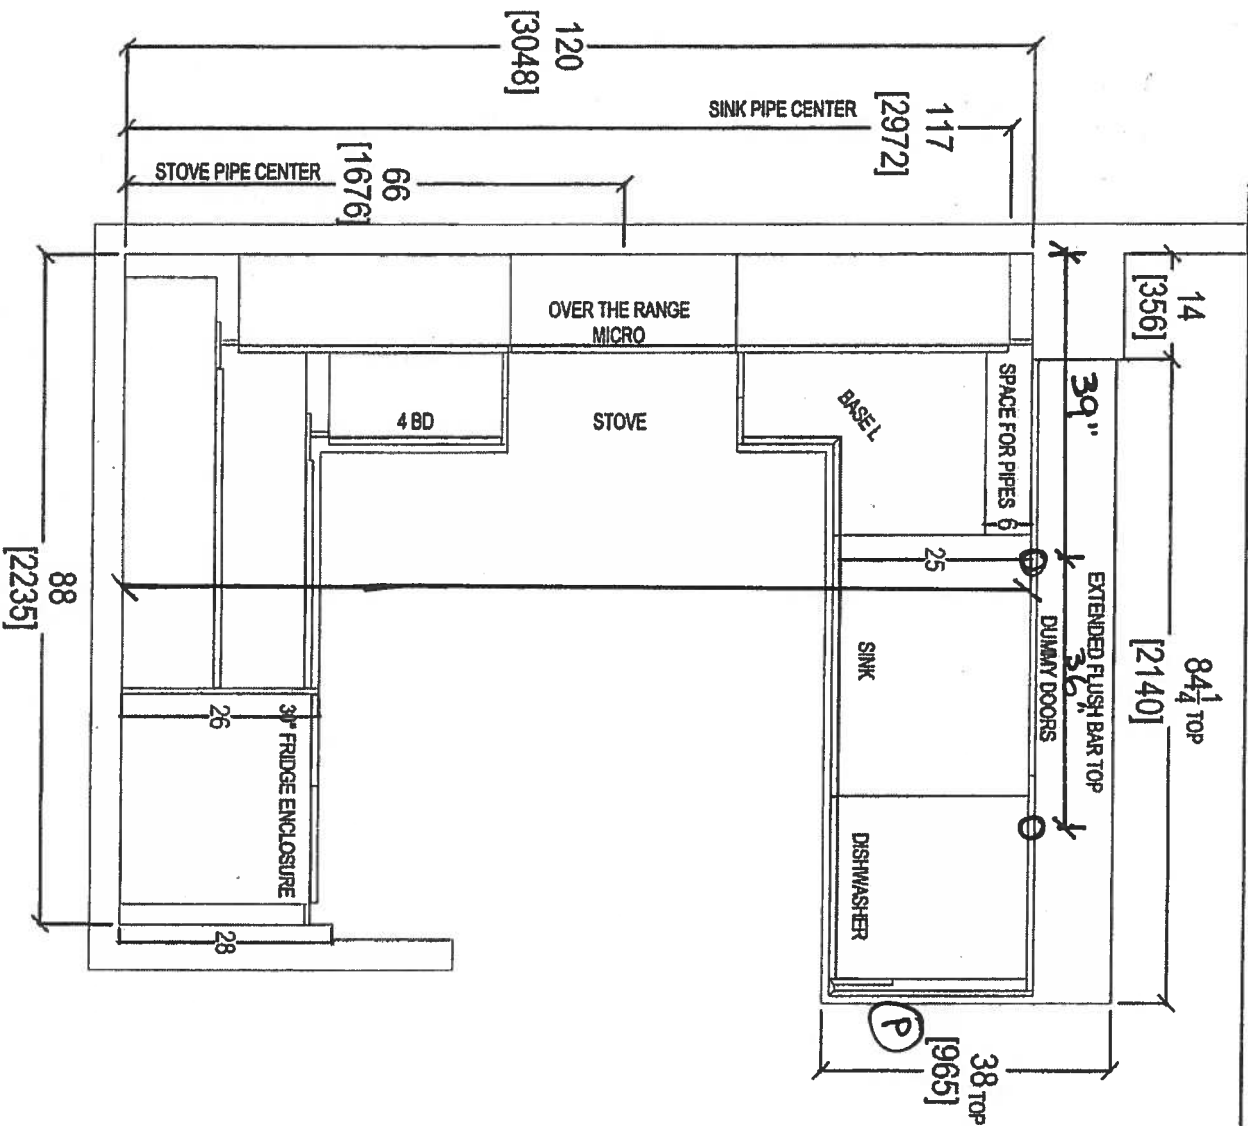 120
[3048]
117
[2972]
SINK PIPE CENTER
66
[1676]
STOVE PIPE CENTER
14
[356]
39"
84 1/4 TOP
[2140]
OVER THE RANGE
MICRO
4 BD
STOVE
BASE L
SPACE FOR PIPES 6
25
EXTENDED FLUSH BAR TOP
36"
DUMMY DOORS
SINK
88
[2235]
26
30" FRIDGE ENCLOSURE
DISHWASHER
28
P
38 TOP
[965]